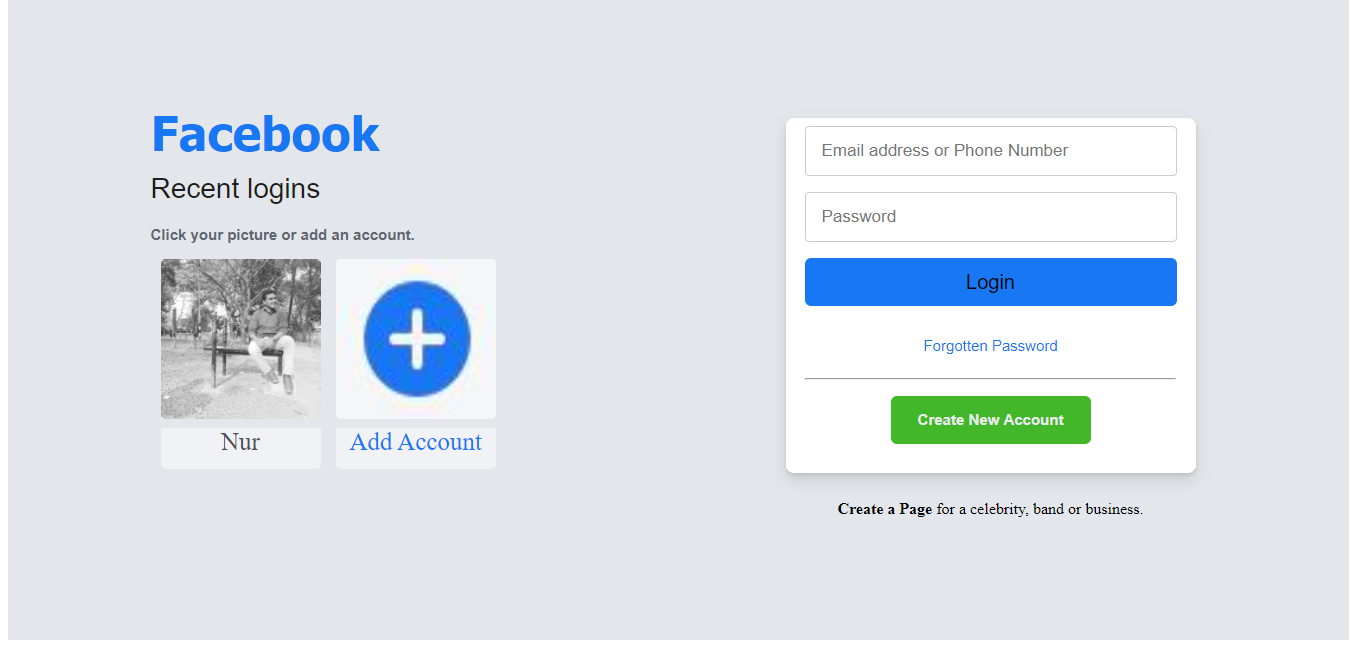 Facebook
Recent logins
Click your picture or add an account.
Nur
Add Account
Email address or Phone Number
Password
Login
Forgotten Password
Create New Account
Create a Page for a celebrity, band or business.